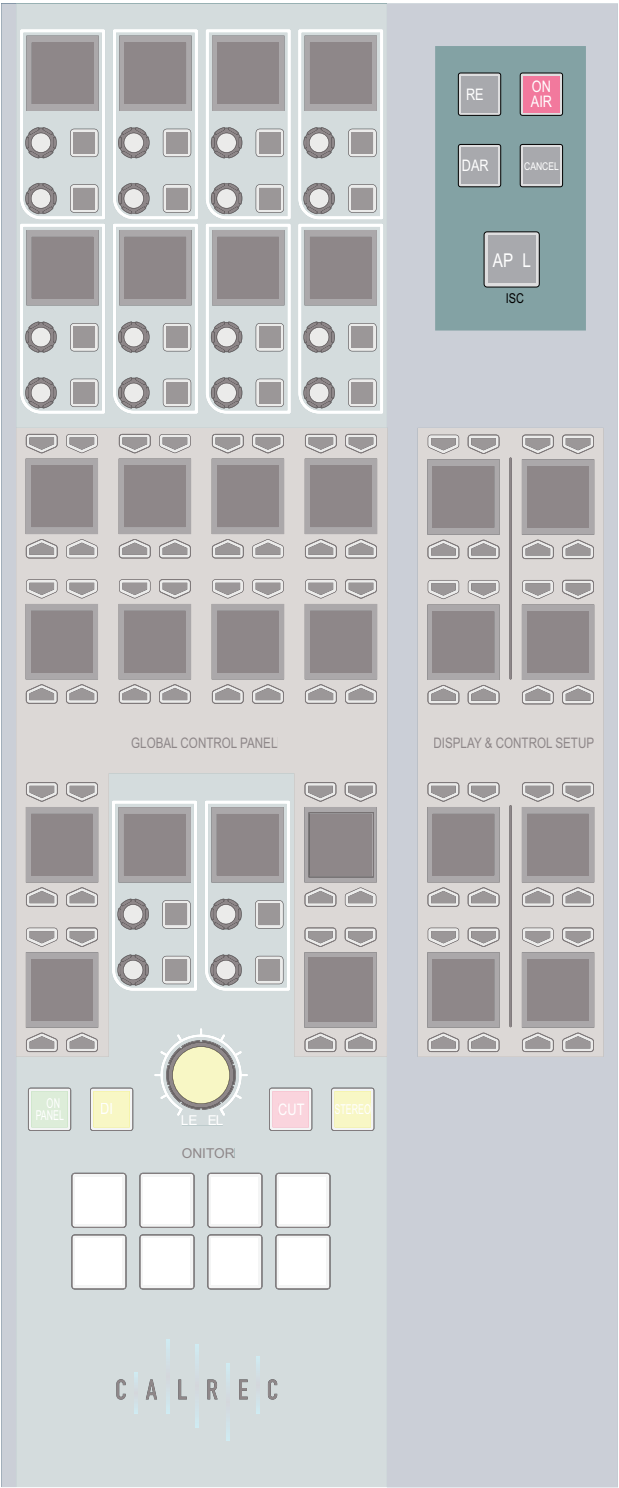 RE
ON
AIR
DAR
CANCEL
AP L
ISC
GLOBAL CONTROL PANEL
DISPLAY & CONTROL SETUP
ON
PANEL
DI
CUT
STEREO
LE EL
ONITOR
CALREC